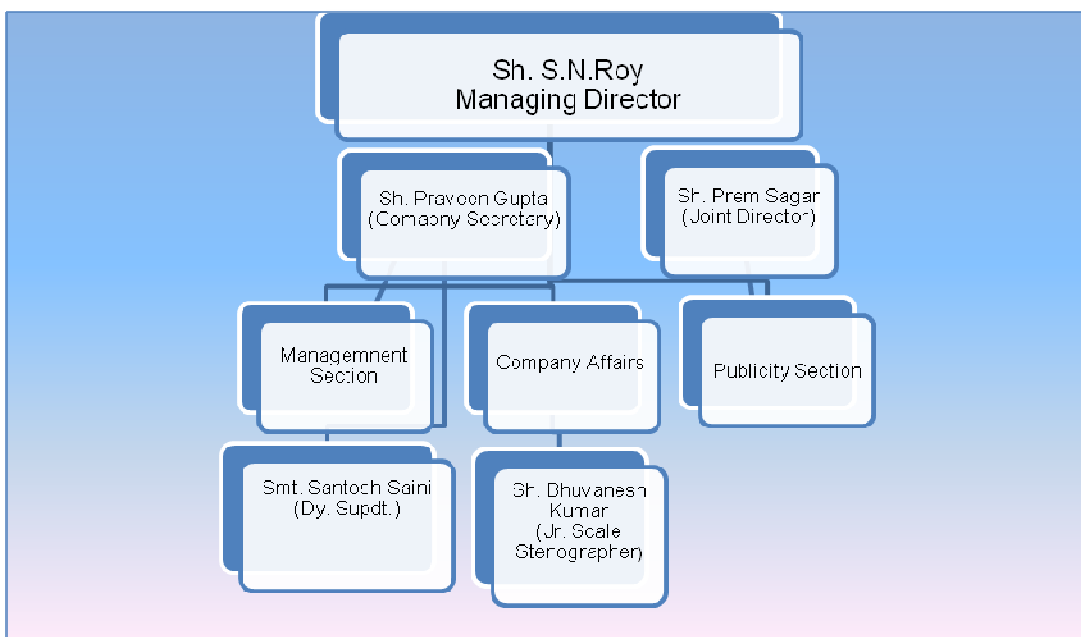 Sh. S.N.Roy
Managing Director
Sh. Praveen Gupta
(Comapny Secretary)
Sh. Prem Sagar
(Joint Director)
Managemnent
Section
Company Affairs
Publicity Section
Smt. Santosh Saini
(Dy. Supdt.)
Sh. Bhuvanesh
Kumar
(Jr. Scale
Stenographer)